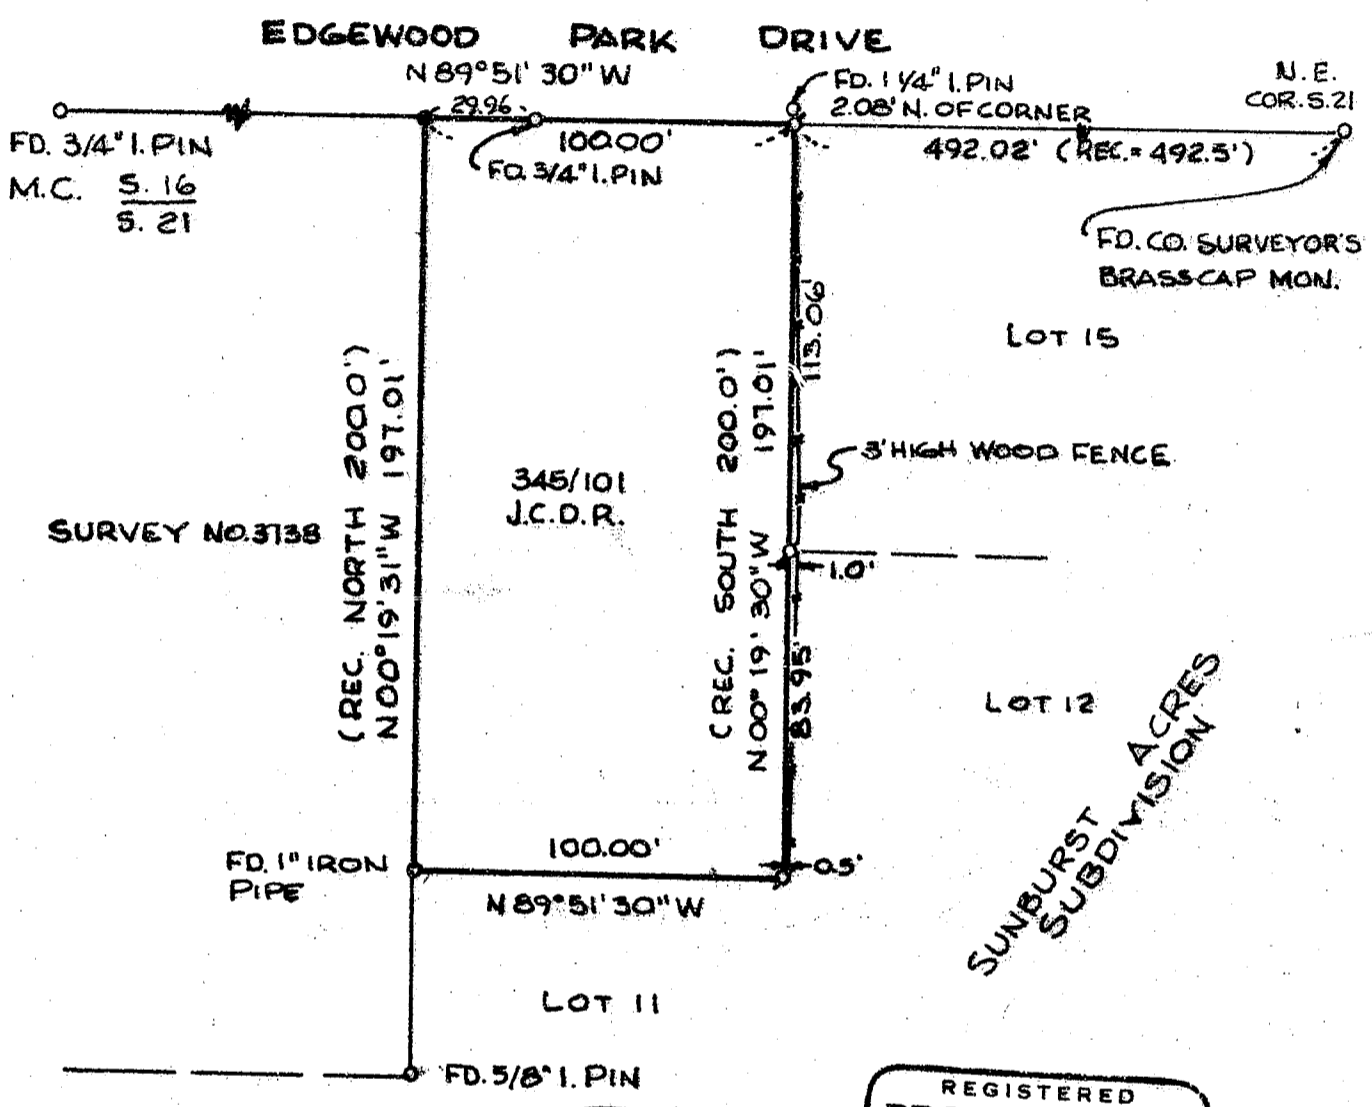 EDGEWOOD PARK DRIVE
N 89°51' 30" W
FD. 1 1/4" I. PIN
2.08' N. OF CORNER
N. E.
COR. S. 21
FD. 3/4" I. PIN
M.C. S. 16
S. 21
29.96
100.00'
FD. 3/4" I. PIN
492.02' (REC. = 492.5')
FD. CO. SURVEYOR'S
BRASS CAP MON.
LOT 15
113.06'
(REC. NORTH 200.0')
N 00° 19' 31" W 197.01'
(REC. SOUTH 200.0')
N 00° 19' 30" W 197.01'
3' HIGH WOOD FENCE
345/101
J.C.D.R.
SURVEY NO. 3738
1.0'
83.95'
LOT 12
SUNBURST ACRES
SUBDIVISION
FD. 1" IRON
PIPE
100.00'
0.5'
N 89° 51' 30" W
LOT 11
FD. 5/8" I. PIN
REGISTERED